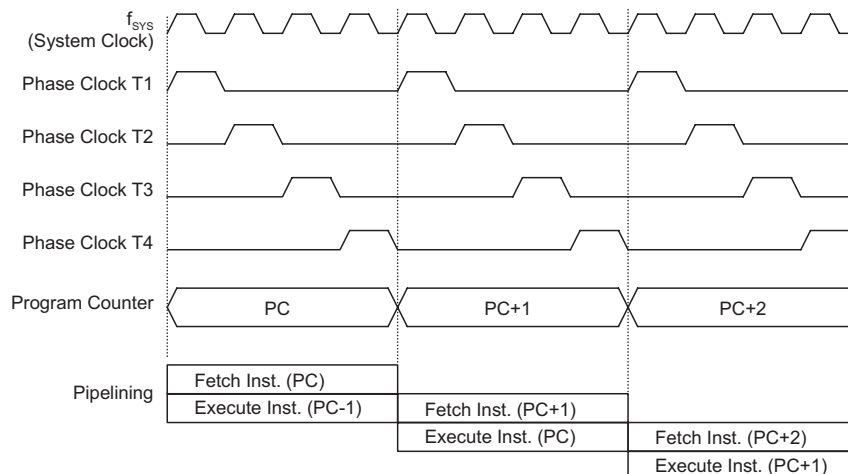 fSYS
(System Clock)
Phase Clock T1
Phase Clock T2
Phase Clock T3
Phase Clock T4
Program Counter
PC
PC+1
PC+2
Pipelining
Fetch Inst. (PC)
Execute Inst. (PC-1)
Fetch Inst. (PC+1)
Execute Inst. (PC)
Fetch Inst. (PC+2)
Execute Inst. (PC+1)